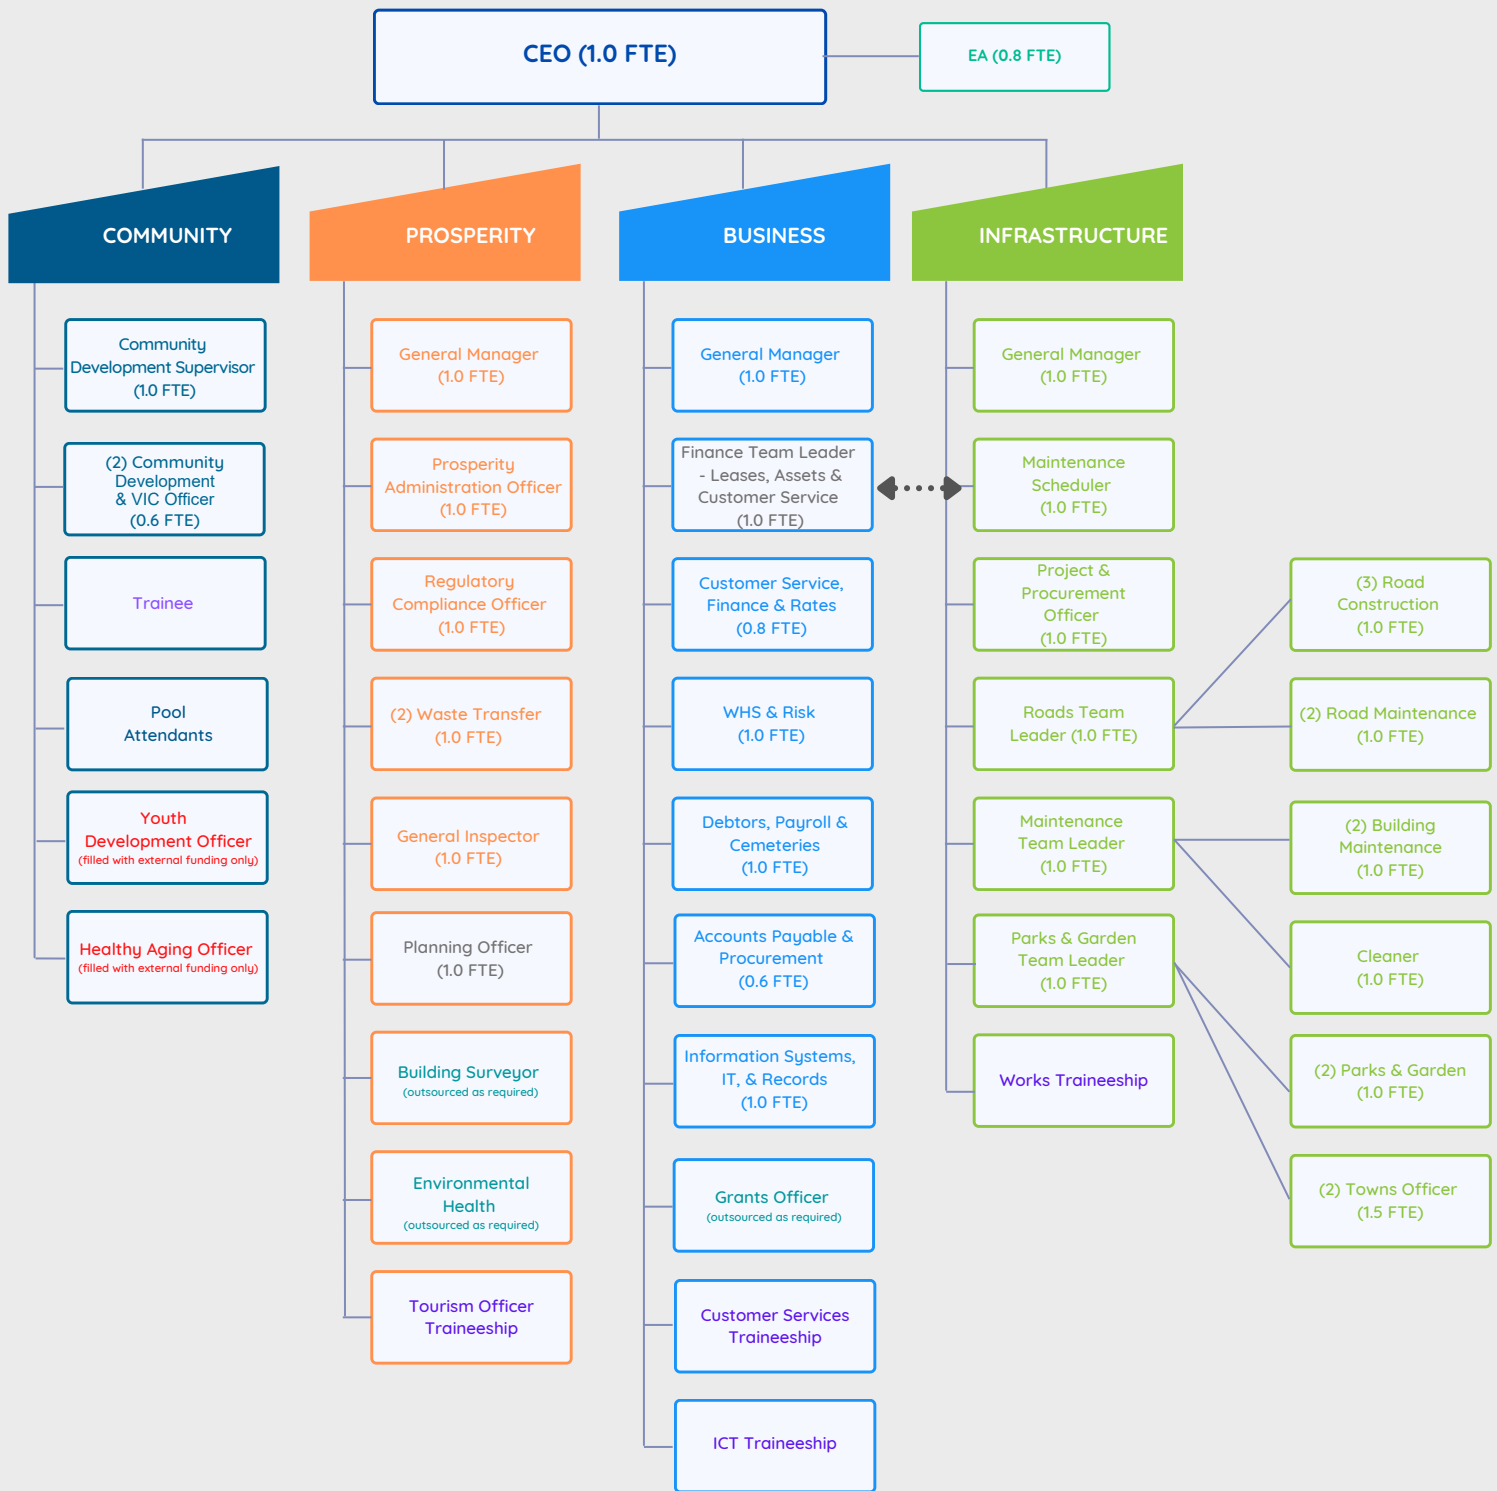 CEO (1.0 FTE)
EA (0.8 FTE)
COMMUNITY
Community
Development Supervisor
(1.0 FTE)
(2) Community
Development
& VIC Officer
(0.6 FTE)
Trainee
Pool
Attendants
Youth
Development Officer
(filled with external funding only)
Healthy Aging Officer
(filled with external funding only)
PROSPERITY
General Manager
(1.0 FTE)
Prosperity
Administration Officer
(1.0 FTE)
Regulatory
Compliance Officer
(1.0 FTE)
(2) Waste Transfer
(1.0 FTE)
General Inspector
(1.0 FTE)
Planning Officer
(1.0 FTE)
Building Surveyor
(outsourced as required)
Environmental
Health
(outsourced as required)
Tourism Officer
Traineeship
BUSINESS
General Manager
(1.0 FTE)
Finance Team Leader
- Leases, Assets &
Customer Service
(1.0 FTE)
Customer Service,
Finance & Rates
(0.8 FTE)
WHS & Risk
(1.0 FTE)
Debtors, Payroll &
Cemeteries
(1.0 FTE)
Accounts Payable &
Procurement
(0.6 FTE)
Information Systems,
IT, & Records
(1.0 FTE)
Grants Officer
(outsourced as required)
Customer Services
Traineeship
ICT Traineeship
INFRASTRUCTURE
General Manager
(1.0 FTE)
Maintenance
Scheduler
(1.0 FTE)
Project &
Procurement
Officer
(1.0 FTE)
Roads Team
Leader (1.0 FTE)
Maintenance
Team Leader
(1.0 FTE)
Parks & Garden
Team Leader
(1.0 FTE)
Works Traineeship
(3) Road
Construction
(1.0 FTE)
(2) Road Maintenance
(1.0 FTE)
(2) Building
Maintenance
(1.0 FTE)
Cleaner
(1.0 FTE)
(2) Parks & Garden
(1.0 FTE)
(2) Towns Officer
(1.5 FTE)